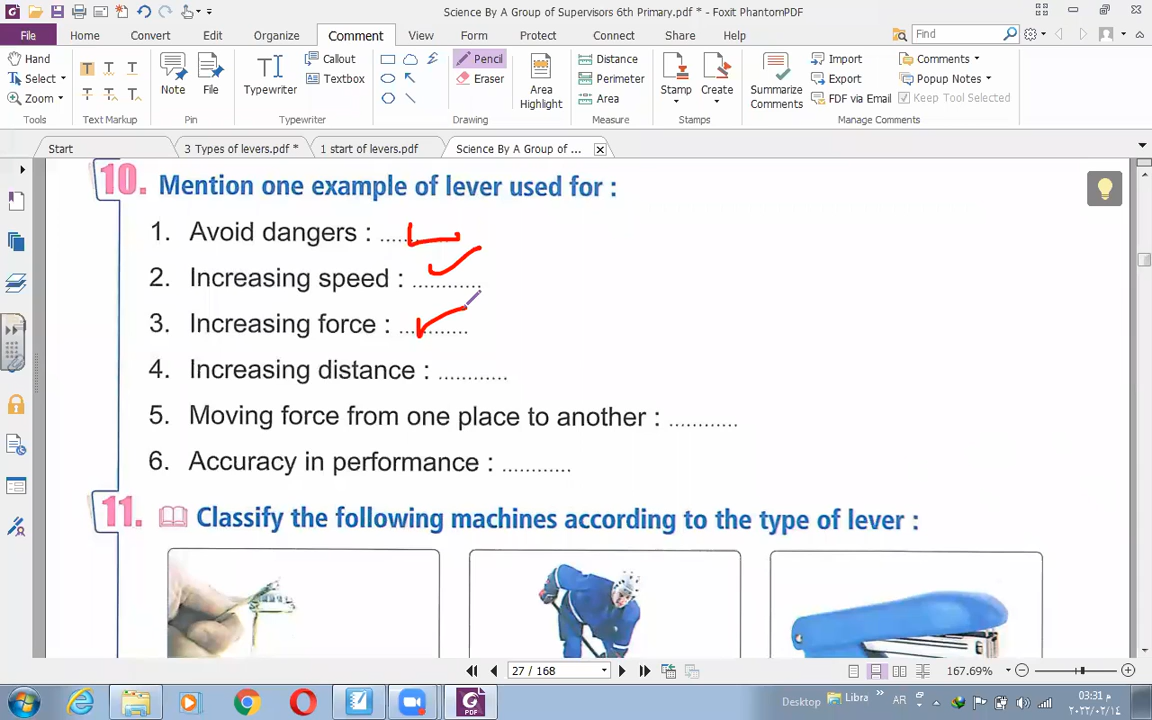 Science By A Group of Supervisors 6th Primary.pdf * - Foxit PhantomPDF
File Home Convert Edit Organize Comment View Form Protect Connect Share Help Find
Hand
Select
Zoom
Tools
Text Markup
Note
File
Pin
Typewriter
Callout
Textbox
Typewriter
Pencil
Eraser
Area
Highlight
Drawing
Distance
Perimeter
Area
Measure
Stamp
Create
Stamps
Summarize
Comments
Import
Export
FDF via Email
Comments
Popup Notes
Keep Tool Selected
Manage Comments
Start 3 Types of levers.pdf * 1 start of levers.pdf Science By A Group of ...
10. Mention one example of lever used for :
1. Avoid dangers : ......
2. Increasing speed : ............
3. Increasing force : ............
4. Increasing distance : ............
5. Moving force from one place to another : ............
6. Accuracy in performance : ............
11. Classify the following machines according to the type of lever :
27 / 168
167.69%
Desktop Libra AR
03:31 م
٢٠٢٢/٠٢/١٤
PDF